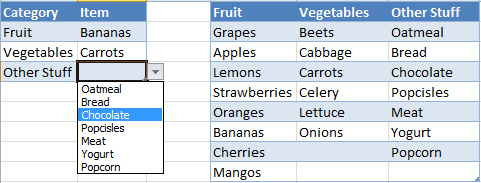 Category Item
Fruit Bananas
Vegetables Carrots
Other Stuff
Oatmeal
Bread
Chocolate
Popcisles
Meat
Yogurt
Popcorn
Fruit Vegetables Other Stuff
Grapes Beets Oatmeal
Apples Cabbage Bread
Lemons Carrots Chocolate
Strawberries Celery Popcisles
Oranges Lettuce Meat
Bananas Onions Yogurt
Cherries Popcorn
Mangos